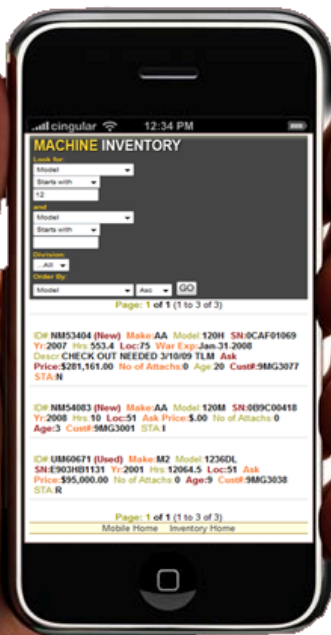 cingular 12:34 PM
MACHINE INVENTORY
Look for:
Model
Starts with
12
and
Model
Starts with
Division:
...All
Order By:
Model Asc GO
Page: 1 of 1 (1 to 3 of 3)
ID#:NM53404 (New) Make:AA Model:120H SN:0CAF01069
Yr:2007 Hrs:553.4 Loc:75 War Exp:Jan-31-2008
Descr:CHECK OUT NEEDED 3/10/09 TLM Ask
Price:$281,161.00 No of Attachs:0 Age:20 Cust#:9MG3077
STA:N
ID#:NM54083 (New) Make:AA Model:120M SN:0B9C00418
Yr:2008 Hrs:10 Loc:51 Ask Price:$.00 No of Attachs:0
Age:3 Cust#:9MG3001 STA:I
ID#:UM60671 (Used) Make:M2 Model:1236DL
SN:E903HB1131 Yr:2001 Hrs:12064.5 Loc:51 Ask
Price:$95,000.00 No of Attachs:0 Age:9 Cust#:9MG3038
STA:R
Page: 1 of 1 (1 to 3 of 3)
Mobile Home Inventory Home